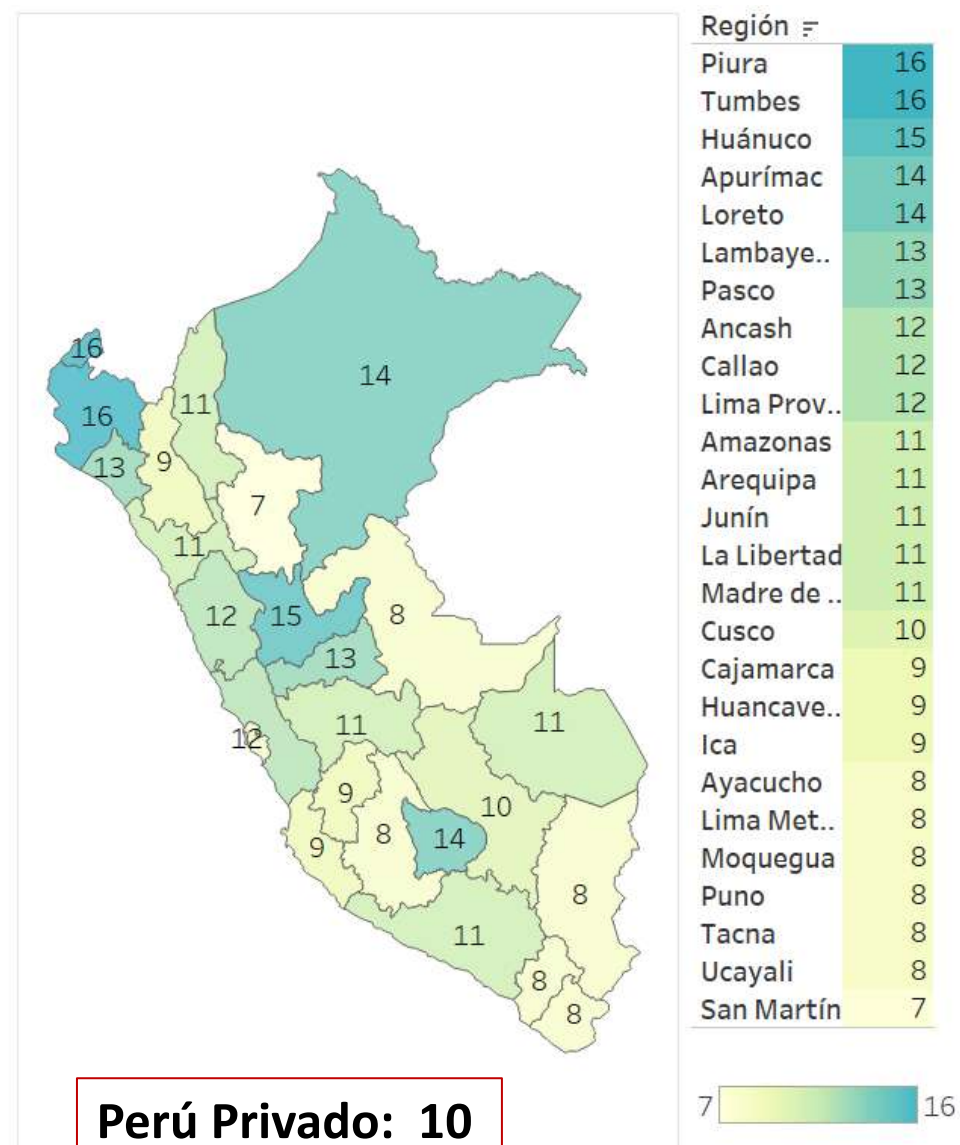 Región
Piura 16
Tumbes 16
Huánuco 15
Apurímac 14
Loreto 14
Lambaye.. 13
Pasco 13
Ancash 12
Callao 12
Lima Prov.. 12
Amazonas 11
Arequipa 11
Junín 11
La Libertad 11
Madre de .. 11
Cusco 10
Cajamarca 9
Huancave.. 9
Ica 9
Ayacucho 8
Lima Met.. 8
Moquegua 8
Puno 8
Tacna 8
Ucayali 8
San Martín 7
16
14
16
11
13
9
7
11
12
15
8
13
11
11
12
9
10
8
14
9
8
11
8
8
7 16
Perú Privado: 10